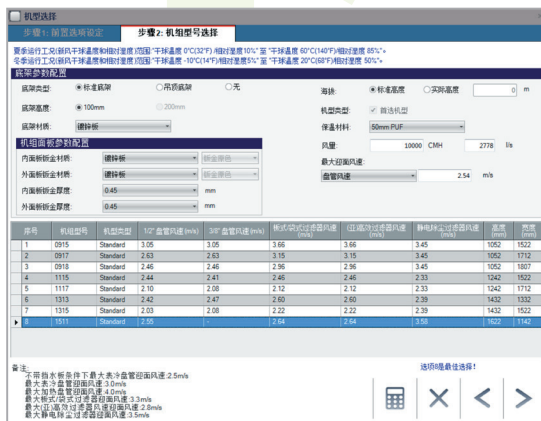 机型选择
步骤1: 前置选项设定 步骤2: 机组型号选择
夏季运行工况(新风干球温度和相对湿度)范围:"干球温度 0°C(32°F) /相对湿度10%" 至 "干球温度 60°C(140°F)/相对湿度 85%"。
冬季运行工况(新风干球温度和相对湿度)范围:"干球温度 -10°C(14°F)/相对湿度5%" 至 "干球温度 20°C(68°F)/相对湿度 50%"。
底架参数配置
底架类型: 标准底架 吊顶底架 无
底架高度: 100mm 200mm
底架材质: 镀锌板
机组面板参数配置
内面板钣金材质: 镀锌板 钣金原色
外面板钣金材质: 镀锌板 钣金原色
内面板钣金厚度: 0.45 mm
外面板钣金厚度: 0.45 mm
海拔: 标准高度 实际高度 0 m
机型类型: 筛选机型
保温材料: 50mm PUF
风量: 10000 CMH 2778 l/s
最大迎面风速:
盘管风速 2.54 m/s
序号 机组型号 机型类型 1/2" 盘管风速(m/s) 3/8" 盘管风速(m/s) 板式/袋式过滤器风速(m/s) (亚)高效过滤器风速(m/s) 静电除尘过滤器风速(m/s) 高度(mm) 宽度(mm)
1 0915 Standard 3.05 3.05 3.66 3.66 3.45 1052 1522
2 0917 Standard 2.63 2.63 3.15 3.15 3.45 1052 1712
3 0918 Standard 2.46 2.46 2.96 2.96 3.45 1052 1807
4 1115 Standard 2.44 2.41 2.46 2.46 2.33 1242 1522
5 1117 Standard 2.10 2.08 2.12 2.12 2.33 1242 1712
6 1313 Standard 2.42 2.47 2.60 2.60 2.39 1432 1332
7 1315 Standard 2.03 2.08 2.22 2.22 2.39 1432 1522
8 1511 Standard 2.55 - 2.64 2.64 3.58 1622 1142
备注:
不带挡水板条件下最大表冷盘管迎面风速:2.5m/s
最大表冷盘管迎面风速:3.0m/s
最大加热盘管迎面风速:4.0m/s
最大板式/袋式过滤器迎面风速:3.3m/s
最大(亚)高效过滤器风速迎面风速:2.8m/s
最大静电除尘过滤器迎面风速:3.5m/s
选项8是最佳选择!